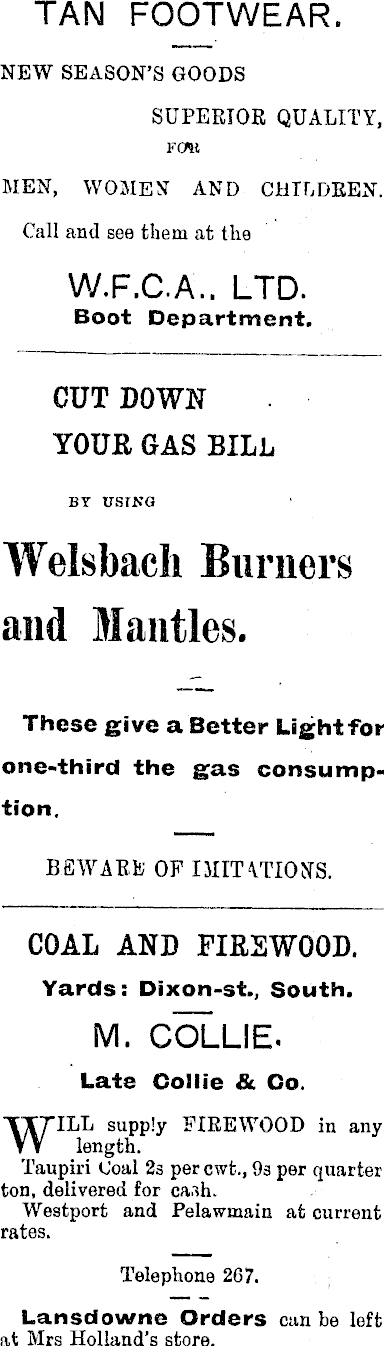 TAN FOOTWEAR.
NEW SEASON'S GOODS
SUPERIOR QUALITY,
FOR
MEN, WOMEN AND CHILDREN.
Call and see them at the
W.F.C.A., LTD.
Boot Department.
CUT DOWN
YOUR GAS BILL
BY USING
Welsbach Burners
and Mantles.
These give a Better Light for
one-third the gas consump-
tion.
BEWARE OF IMITATIONS.
COAL AND FIREWOOD.
Yards: Dixon-st., South.
M. COLLIE.
Late Collie & Co.
WILL supply FIREWOOD in any
length.
Taupiri Coal 2s per cwt., 9s per quarter
ton, delivered for cash.
Westport and Pelawmain at current
rates.
Telephone 267.
Lansdowne Orders can be left
at Mrs Holland's store.